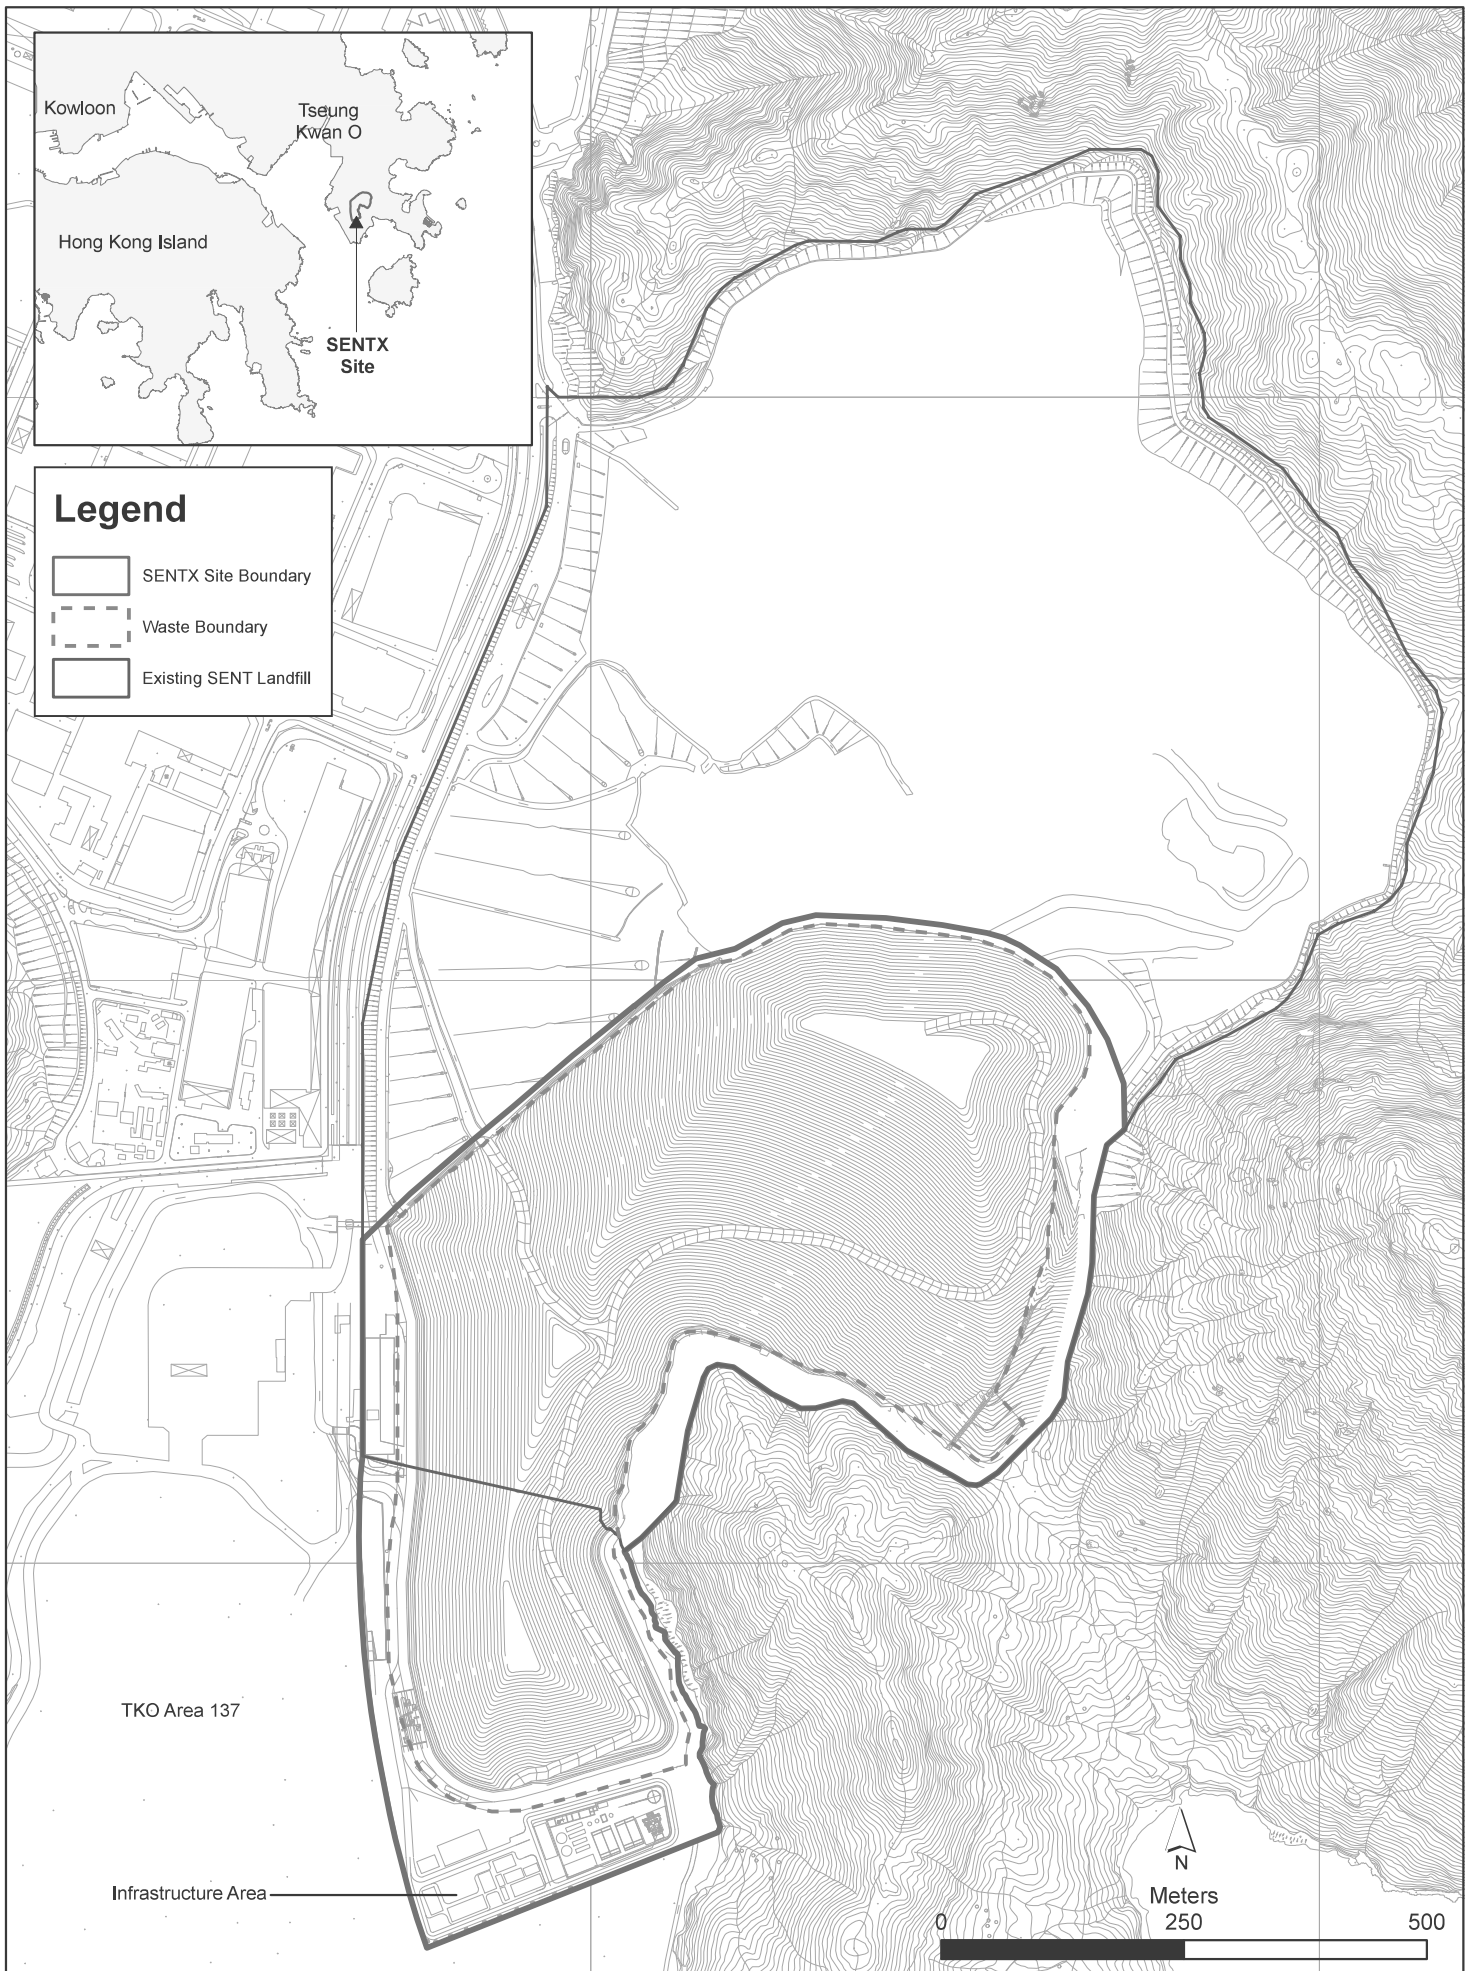 Kowloon
Tseung
Kwan O
Hong Kong Island
SENTX
Site
Legend
SENTX Site Boundary
Waste Boundary
Existing SENT Landfill
TKO Area 137
Infrastructure Area
N
Meters
0 250 500